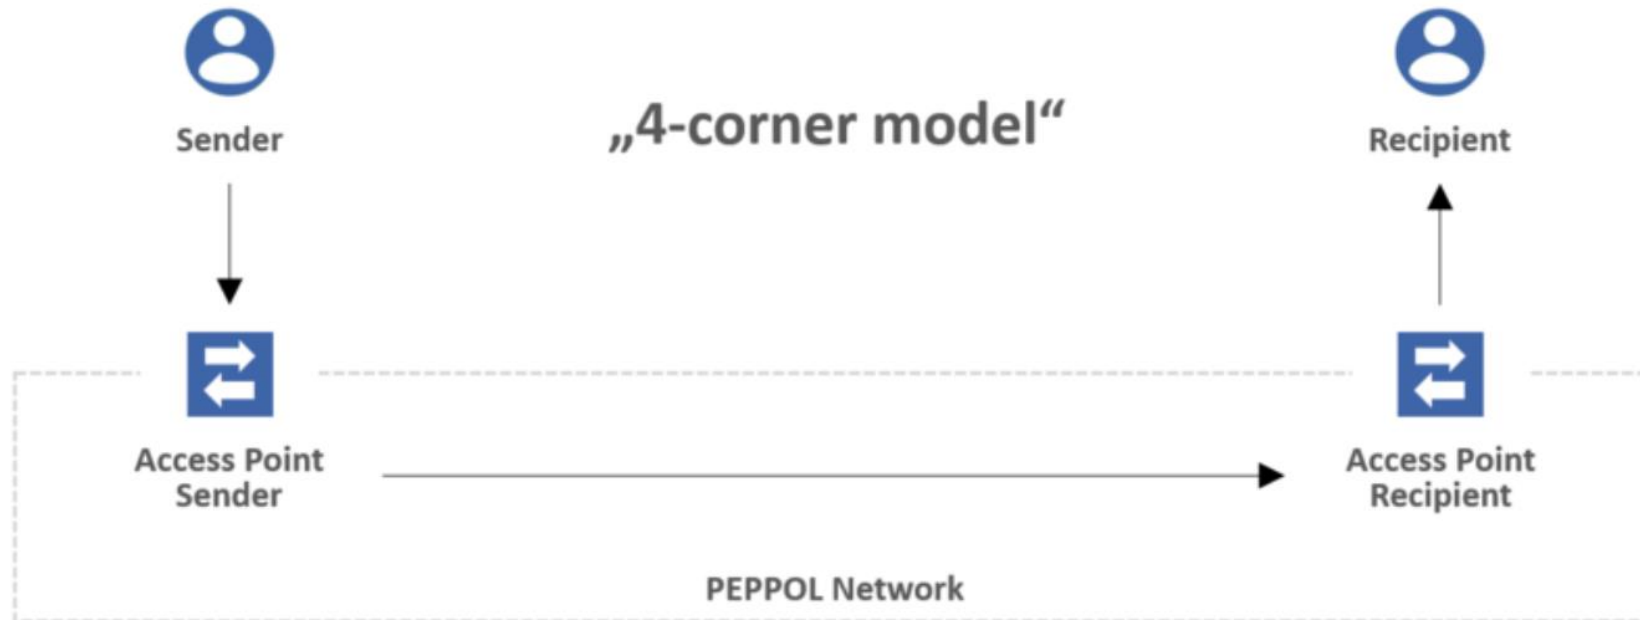 „4-corner model“
Sender
Recipient
Access Point
Sender
Access Point
Recipient
PEPPOL Network